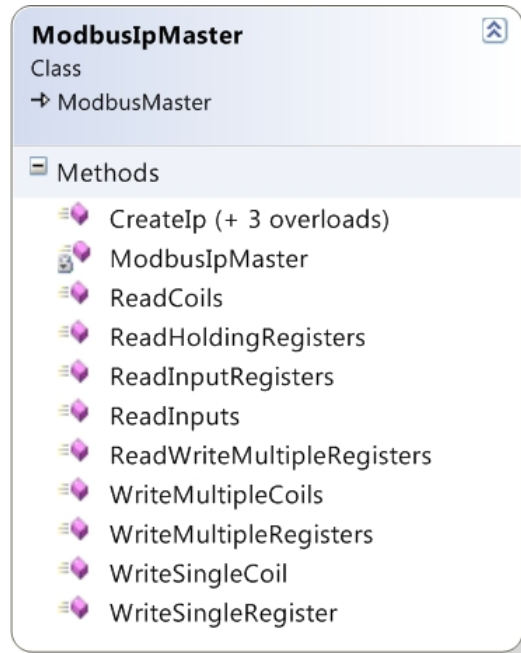 ModbusIpMaster
Class
ModbusMaster
Methods
CreateIp (+ 3 overloads)
ModbusIpMaster
ReadCoils
ReadHoldingRegisters
ReadInputRegisters
ReadInputs
ReadWriteMultipleRegisters
WriteMultipleCoils
WriteMultipleRegisters
WriteSingleCoil
WriteSingleRegister